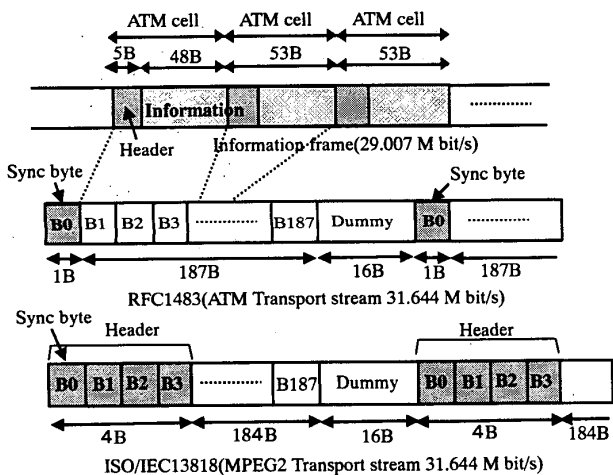 ATM cell ATM cell ATM cell
5B 48B 53B 53B
Information
Header
Information frame(29.007 M bit/s)
Sync byte Sync byte
B0 B1 B2 B3 B187 Dummy B0
1B 187B 16B 1B 187B
RFC1483(ATM Transport stream 31.644 M bit/s)
Sync byte Header Header
B0 B1 B2 B3 B187 Dummy B0 B1 B2 B3
4B 184B 16B 4B 184B
ISO/IEC13818(MPEG2 Transport stream 31.644 M bit/s)